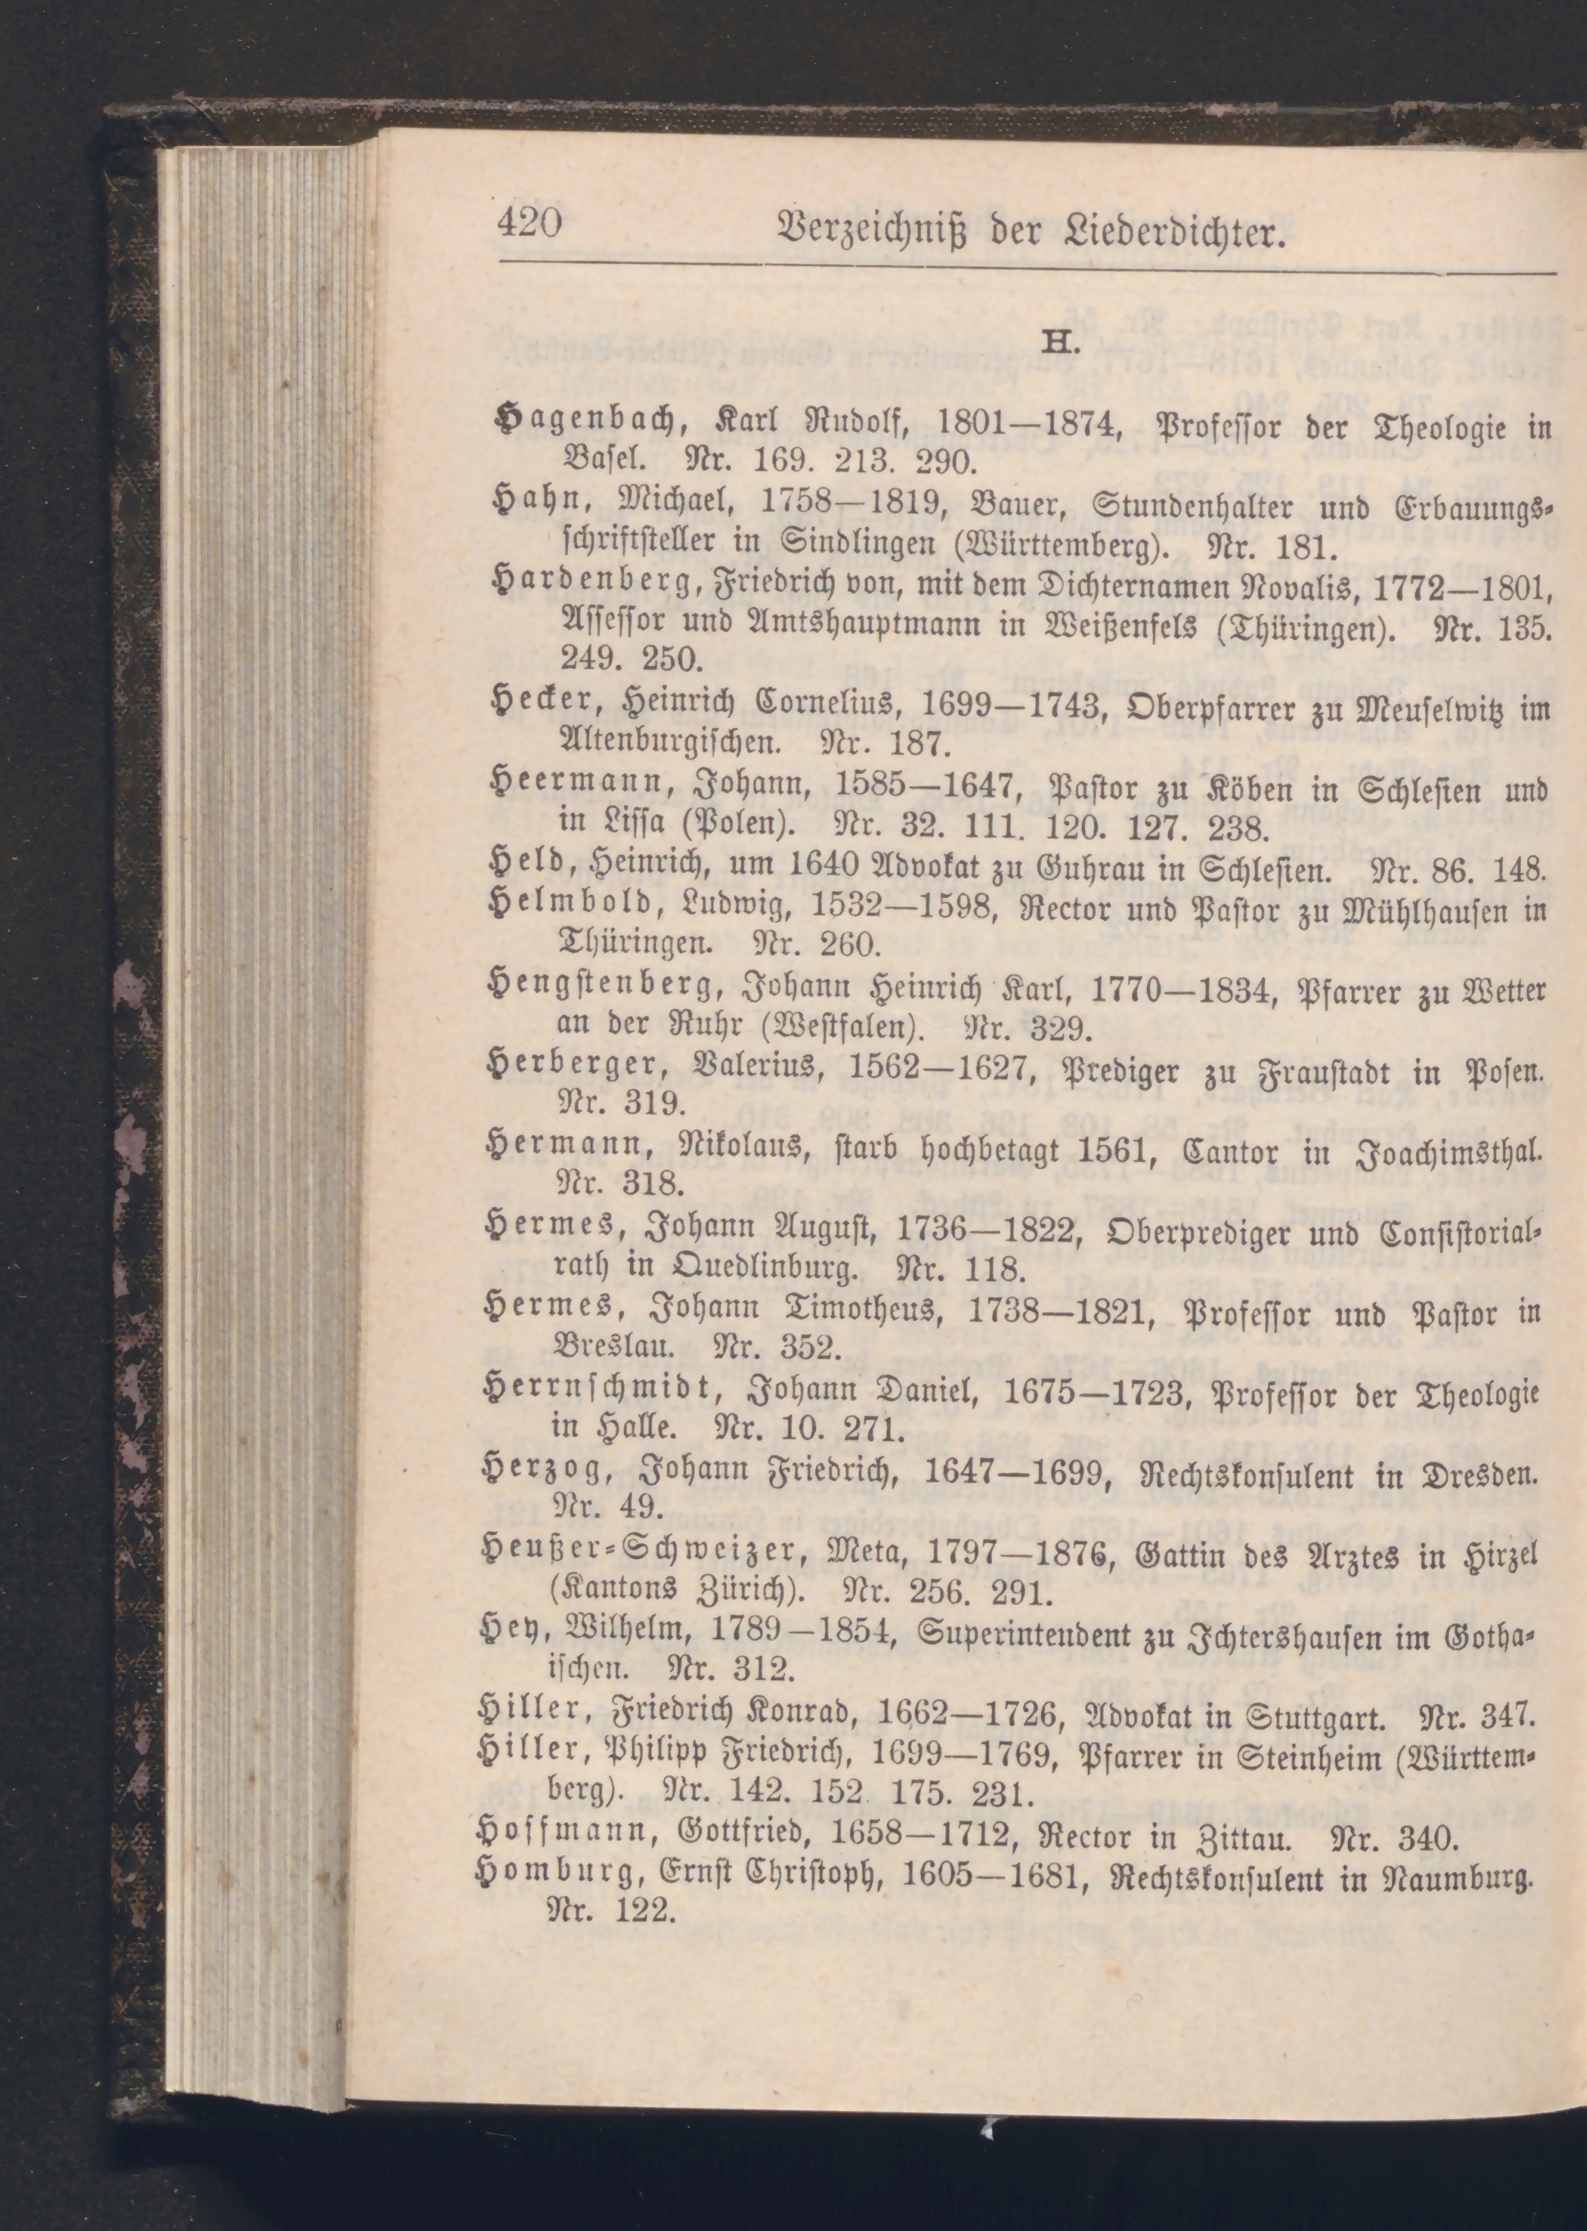 420 Verzeichniß der Liederdichter.
H.
Hagenbach, Karl Rudolf, 1801—1874, Professor der Theologie in
Basel. Nr. 169. 213. 290.
Hahn, Michael, 1758—1819, Bauer, Stundenhalter und Erbauungs-
schriftsteller in Sindlingen (Württemberg). Nr. 181.
Hardenberg, Friedrich von, mit dem Dichternamen Novalis, 1772—1801,
Assessor und Amtshauptmann in Weißenfels (Thüringen). Nr. 135.
249. 250.
Hecker, Heinrich Cornelius, 1699—1743, Oberpfarrer zu Meuselwitz im
Altenburgischen. Nr. 187.
Heermann, Johann, 1585—1647, Pastor zu Köben in Schlesien und
in Lissa (Polen). Nr. 32. 111. 120. 127. 238.
Held, Heinrich, um 1640 Advokat zu Guhrau in Schlesien. Nr. 86. 148.
Helmbold, Ludwig, 1532—1598, Rector und Pastor zu Mühlhausen in
Thüringen. Nr. 260.
Hengstenberg, Johann Heinrich Karl, 1770—1834, Pfarrer zu Wetter
an der Ruhr (Westfalen). Nr. 329.
Herberger, Valerius, 1562—1627, Prediger zu Fraustadt in Posen.
Nr. 319.
Hermann, Nikolaus, starb hochbetagt 1561, Cantor in Joachimsthal.
Nr. 318.
Hermes, Johann August, 1736—1822, Oberprediger und Consistorial-
rath in Quedlinburg. Nr. 118.
Hermes, Johann Timotheus, 1738—1821, Professor und Pastor in
Breslau. Nr. 352.
Herrnschmidt, Johann Daniel, 1675—1723, Professor der Theologie
in Halle. Nr. 10. 271.
Herzog, Johann Friedrich, 1647—1699, Rechtskonsulent in Dresden.
Nr. 49.
Heußer-Schweizer, Meta, 1797—1876, Gattin des Arztes in Hirzel
(Kantons Zürich). Nr. 256. 291.
Hey, Wilhelm, 1789—1854, Superintendent zu Ichtershausen im Gotha-
ischen. Nr. 312.
Hiller, Friedrich Konrad, 1662—1726, Advokat in Stuttgart. Nr. 347.
Hiller, Philipp Friedrich, 1699—1769, Pfarrer in Steinheim (Württem-
berg). Nr. 142. 152. 175. 231.
Hoffmann, Gottfried, 1658—1712, Rector in Zittau. Nr. 340.
Homburg, Ernst Christoph, 1605—1681, Rechtskonsulent in Naumburg.
Nr. 122.